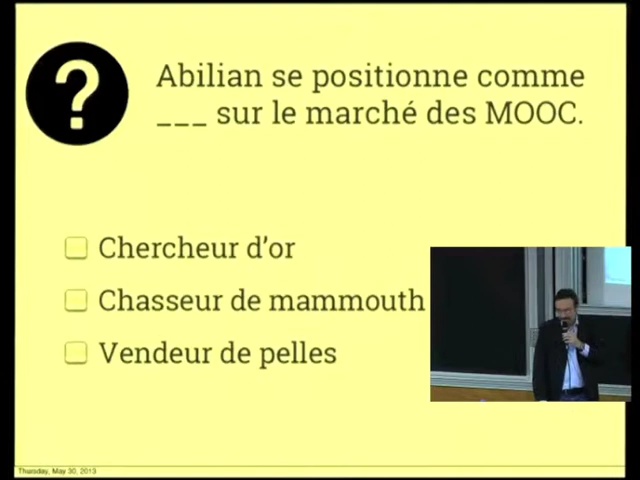 ?
Abilian se positionne comme
___ sur le marché des MOOC.
Chercheur d’or
Chasseur de mammouth
Vendeur de pelles
Thursday, May 30, 2013